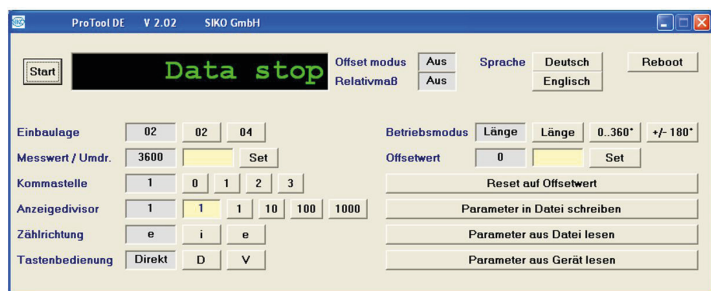 SIKO ProTool DE V 2.02 SIKO GmbH
Start Data stop Offset modus Aus Sprache Deutsch Reboot
Relativmaß Aus Englisch
Einbaulage 02 02 04 Betriebsmodus Länge Länge 0..360° +/- 180°
Messwert / Umdr. 3600 Set Offsetwert 0 Set
Kommastelle 1 0 1 2 3 Reset auf Offsetwert
Anzeigedivisor 1 1 1 10 100 1000 Parameter in Datei schreiben
Zählrichtung e i e Parameter aus Datei lesen
Tastenbedienung Direkt D V Parameter aus Gerät lesen